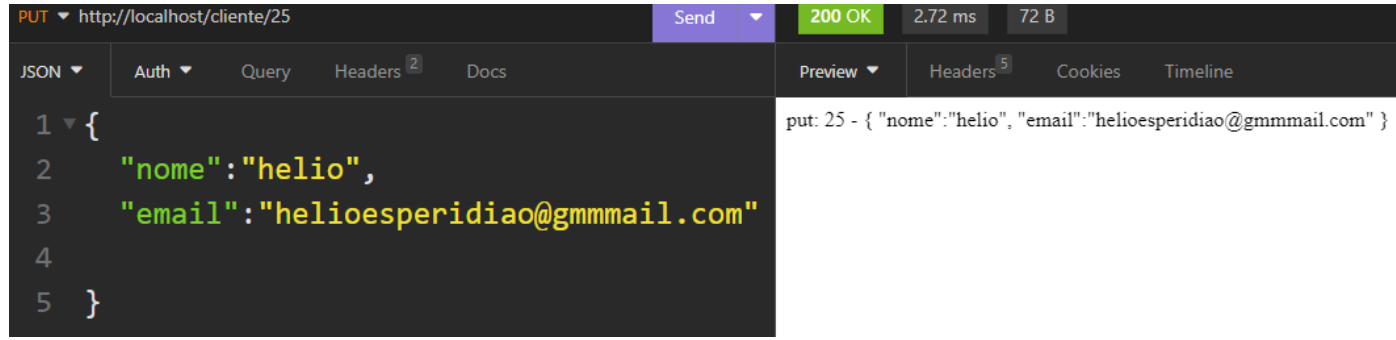 PUT http://localhost/cliente/25 Send 200 OK 2.72 ms 72 B
JSON Auth Query Headers 2 Docs Preview Headers 5 Cookies Timeline
1 {
2 "nome":"helio",
3 "email":"helioesperidiao@gmmmail.com"
4
5 }
put: 25 - { "nome":"helio", "email":"helioesperidiao@gmmmail.com" }